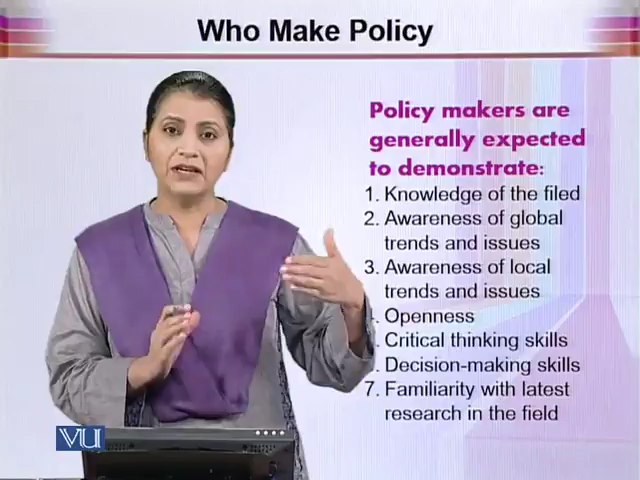 Who Make Policy
Policy makers are
generally expected
to demonstrate:
1. Knowledge of the filed
2. Awareness of global
trends and issues
3. Awareness of local
trends and issues
. Openness
Critical thinking skills
Decision-making skills
7. Familiarity with latest
research in the field
VU